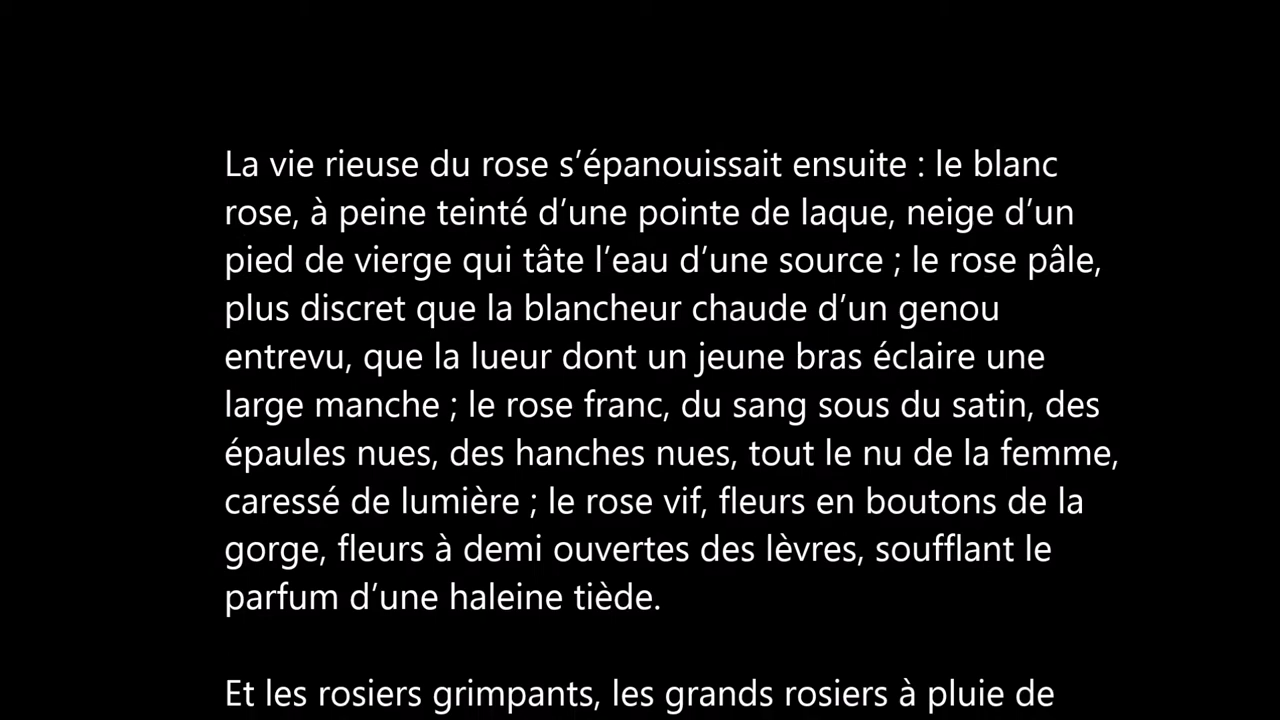 La vie rieuse du rose s’épanouissait ensuite : le blanc
rose, à peine teinté d’une pointe de laque, neige d’un
pied de vierge qui tâte l’eau d’une source ; le rose pâle,
plus discret que la blancheur chaude d’un genou
entrevu, que la lueur dont un jeune bras éclaire une
large manche ; le rose franc, du sang sous du satin, des
épaules nues, des hanches nues, tout le nu de la femme,
caressé de lumière ; le rose vif, fleurs en boutons de la
gorge, fleurs à demi ouvertes des lèvres, soufflant le
parfum d’une haleine tiède.
Et les rosiers grimpants, les grands rosiers à pluie de